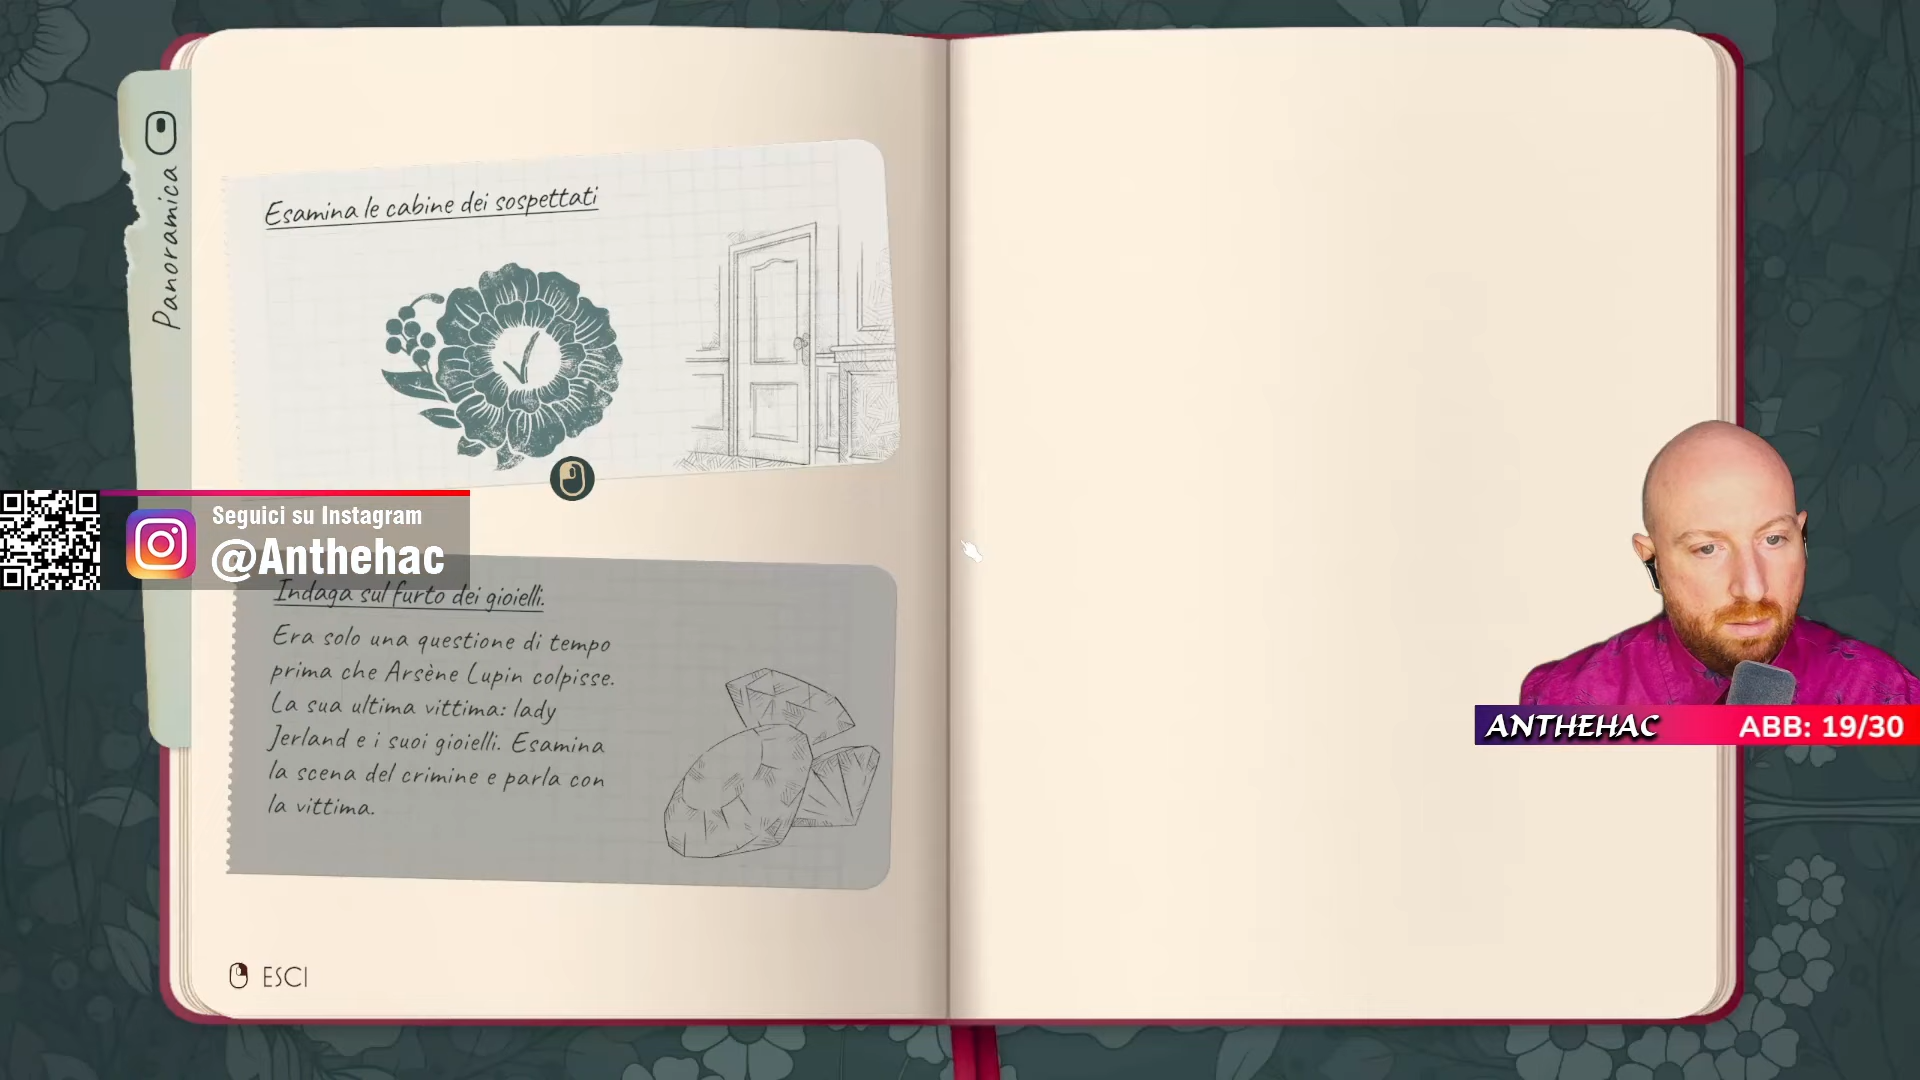 Panoramica
Esamina le cabine dei sospettati
Seguici su Instagram
@Anthehac
Indaga sul furto dei gioielli.
Era solo una questione di tempo
prima che Arsène Lupin colpisse.
La sua ultima vittima: lady
Jerland e i suoi gioielli. Esamina
la scena del crimine e parla con
la vittima.
ESCI
ANTHEHAC
ABB: 19/30